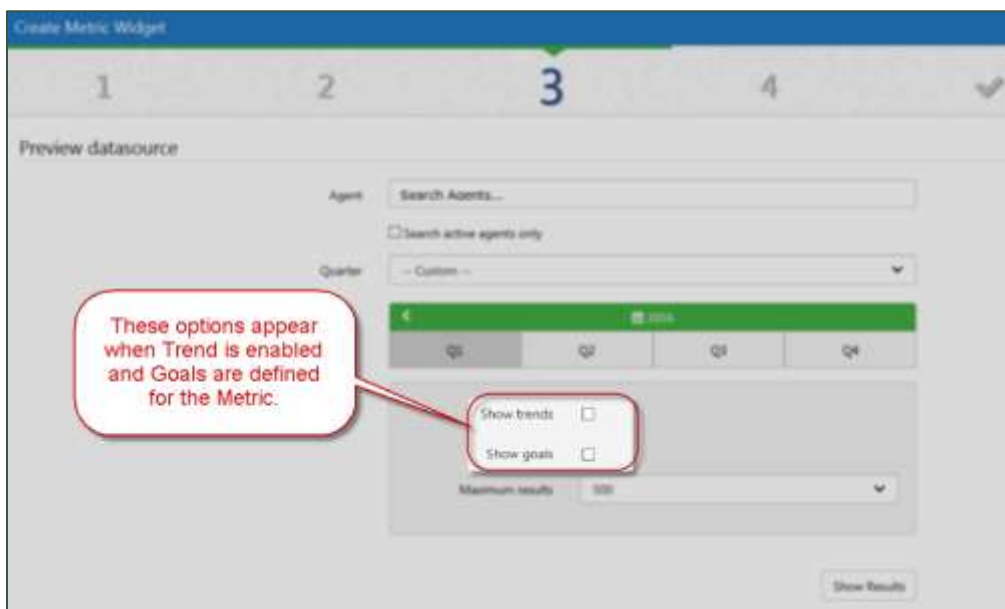 Create Metric Widget
1 2 3 4
Preview datasource
Agent Search Agents...
Search active agents only
Quarter -- Custom --
2016
Q1 Q2 Q3 Q4
These options appear
when Trend is enabled
and Goals are defined
for the Metric.
Show trends
Show goals
Maximum results 500
Show Results